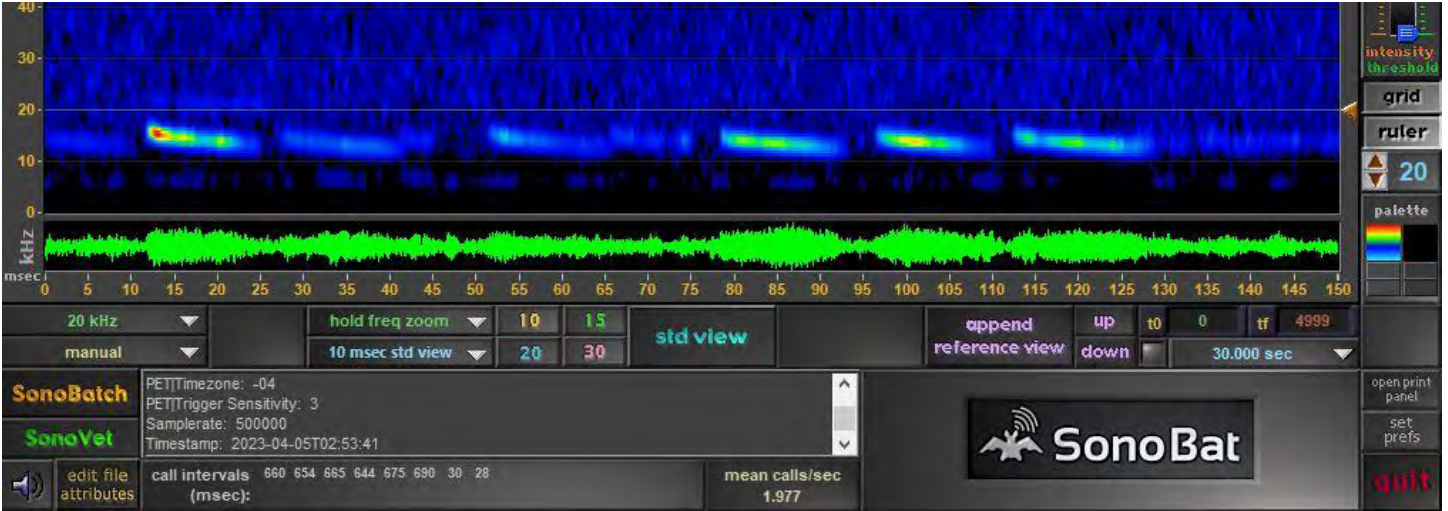 40-
30-
20-
10-
0-
kHz
msec
0 5 10 15 20 25 30 35 40 45 50 55 60 65 70 75 80 85 90 95 100 105 110 115 120 125 130 135 140 145 150
intensity
threshold
grid
ruler
20
palette
20 kHz
manual
hold freq zoom
10 msec std view
10 15
20 30
std view
append
reference view
up
down
t0 0 tf 4999
30.000 sec
SonoBatch
SonoVet
PET|Timezone: -04
PET|Trigger Sensitivity: 3
Samplerate: 500000
Timestamp: 2023-04-05T02:53:41
SonoBat
open print
panel
set
prefs
edit file
attributes
call intervals 660 654 665 644 675 690 30 28
(msec):
mean calls/sec
1.977
quit